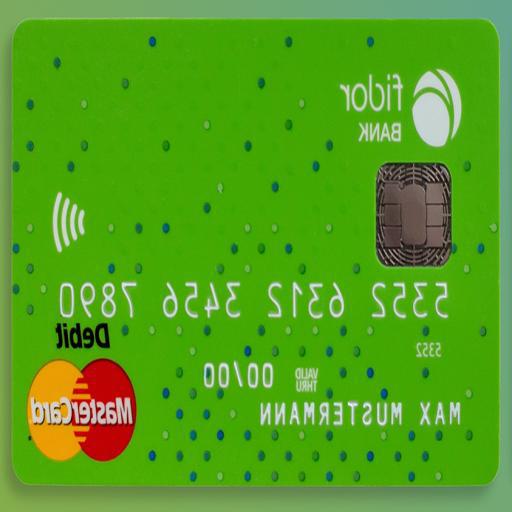 fidor
BANK
5352 6312 3456 7890
Debit
5352
VALID
THRU 00/00
MAX MUSTERMANN
MasterCard